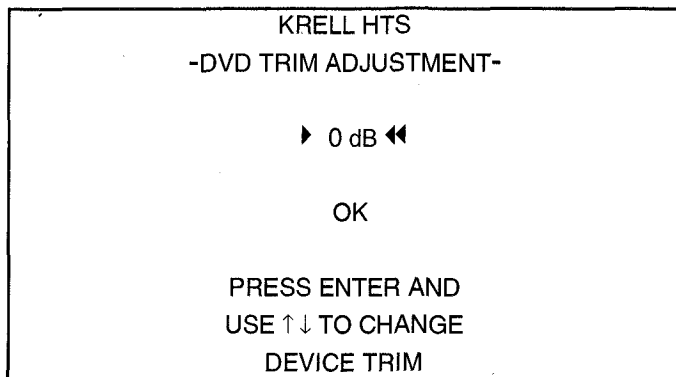 KRELL HTS
-DVD TRIM ADJUSTMENT-
▶ 0 dB ◀◀
OK
PRESS ENTER AND
USE ↑↓ TO CHANGE
DEVICE TRIM